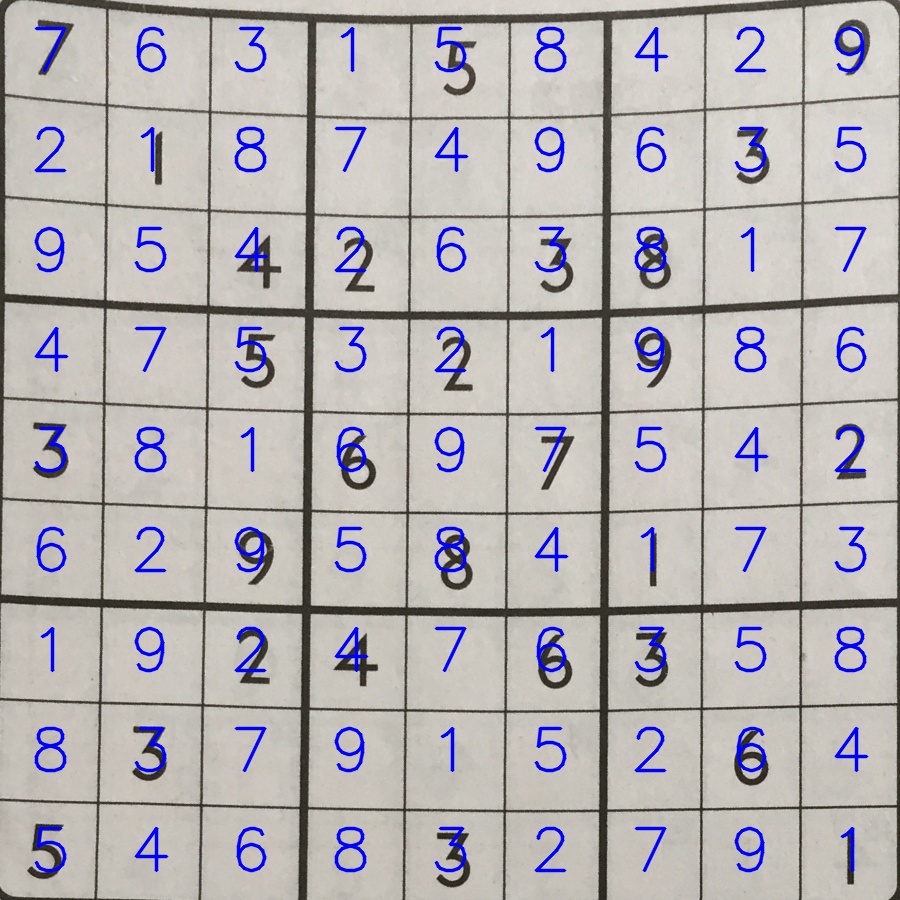 7 6 3 1 5 8 4 2 9
2 1 8 7 4 9 6 3 5
9 5 4 2 6 3 8 1 7
4 7 5 3 2 1 9 8 6
3 8 1 6 9 7 5 4 2
6 2 9 5 8 4 1 7 3
1 9 2 4 7 6 3 5 8
8 3 7 9 1 5 2 6 4
5 4 6 8 3 2 7 9 1